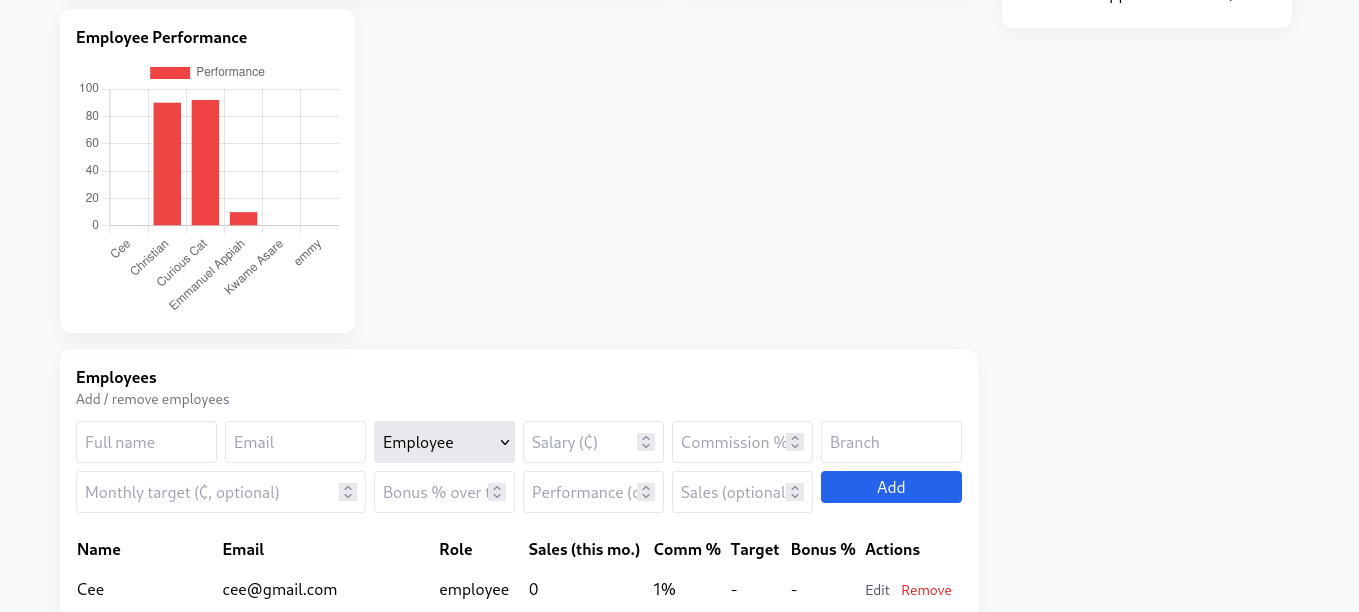 Employee Performance
Performance
100
80
60
40
20
0
Cee
Christian
Curious Cat
Emmanuel Appiah
Kwame Asare
emmy
Employees
Add / remove employees
Full name Email Employee Salary (₵) Commission % Branch
Monthly target (₵, optional) Bonus % over Performance Sales (optional Add
Name Email Role Sales (this mo.) Comm % Target Bonus % Actions
Cee cee@gmail.com employee 0 1% - - Edit Remove